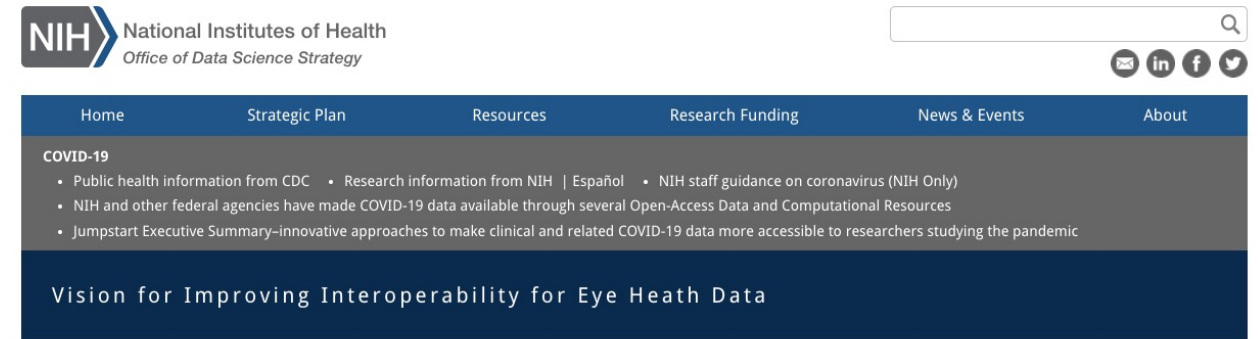 NIH National Institutes of Health
Office of Data Science Strategy
Home Strategic Plan Resources Research Funding News & Events About
COVID-19
• Public health information from CDC • Research information from NIH | Español • NIH staff guidance on coronavirus (NIH Only)
• NIH and other federal agencies have made COVID-19 data available through several Open-Access Data and Computational Resources
• Jumpstart Executive Summary–innovative approaches to make clinical and related COVID-19 data more accessible to researchers studying the pandemic
Vision for Improving Interoperability for Eye Heath Data